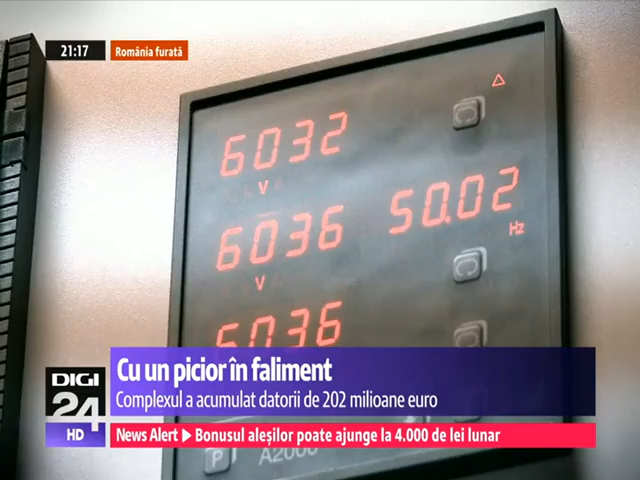 21:17
România furată
6032
V
6036
50.02
V
Hz
6036
Cu un picior în faliment
Complexul a acumulat datorii de 202 milioane euro
DIGI
24
HD
News Alert
Bonusul aleșilor poate ajunge la 4.000 de lei lunar
P
A2000